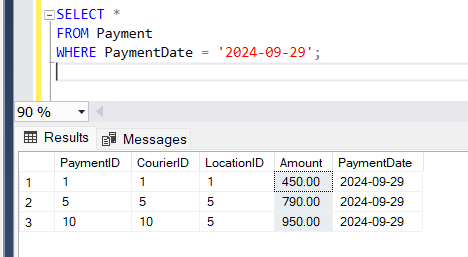 SELECT *
FROM Payment
WHERE PaymentDate = '2024-09-29';
90 %
Results Messages
PaymentID CourierID LocationID Amount PaymentDate
1 1 1 1 450.00 2024-09-29
2 5 5 5 790.00 2024-09-29
3 10 10 5 950.00 2024-09-29